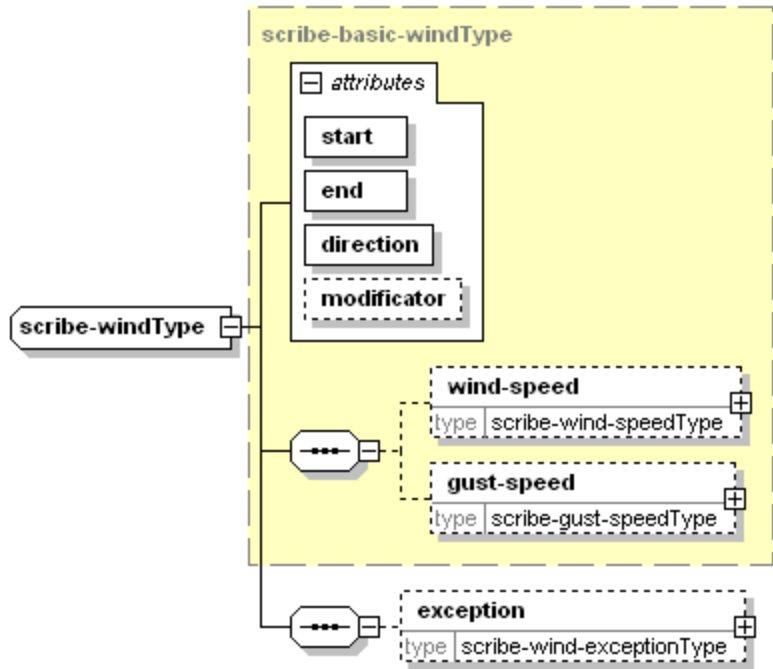 scribe-basic-windType
attributes
start
end
direction
modificator
scribe-windType
wind-speed
type scribe-wind-speedType
gust-speed
type scribe-gust-speedType
exception
type scribe-wind-exceptionType